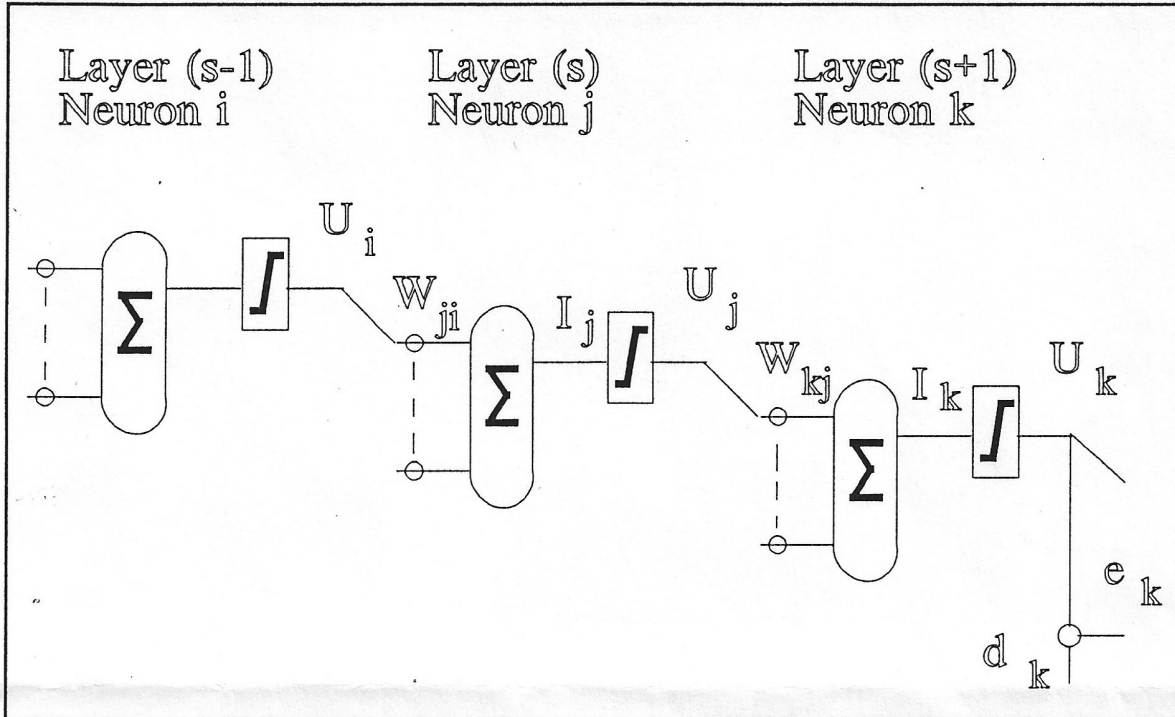 Layer (s-1)
Neuron i
Layer (s)
Neuron j
Layer (s+1)
Neuron k
U i
W ji
I j
U j
W kj
I k
U k
e k
d k
Σ
Σ
Σ